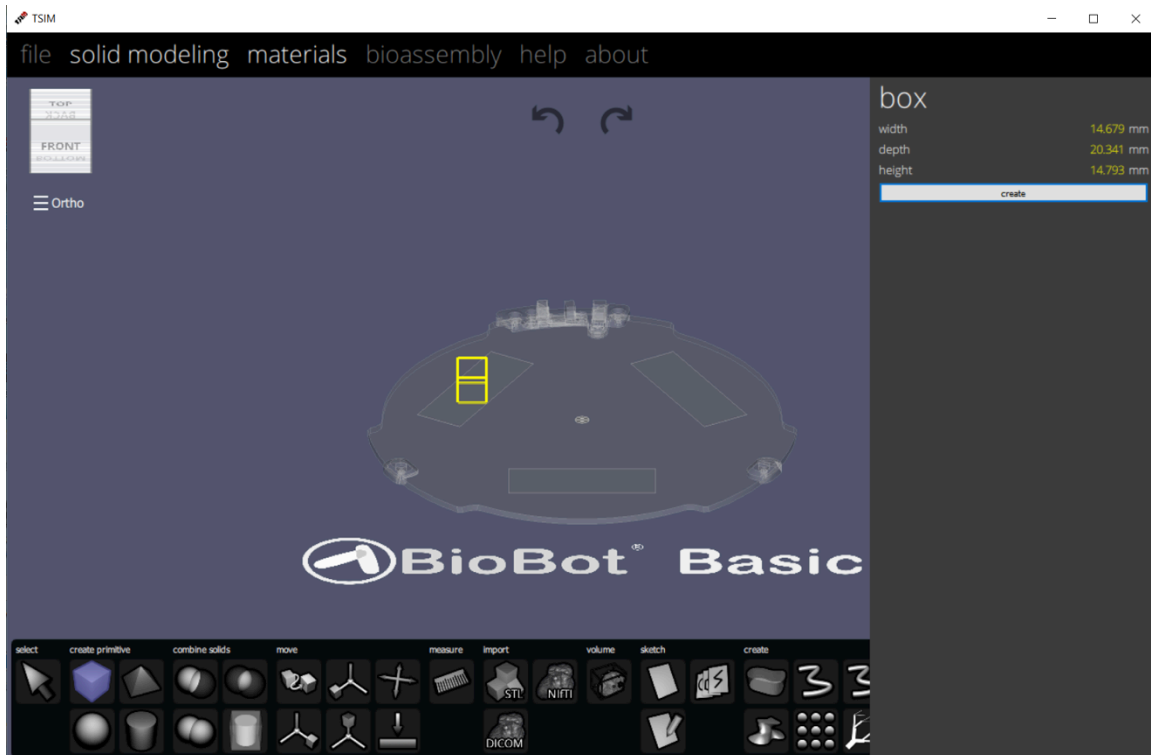 TSIM
file solid modeling materials bioassembly help about
TOP
BACK
FRONT
BOTTOM
Ortho
box
width 14.679 mm
depth 20.341 mm
height 14.793 mm
create
BioBot® Basic
select create primitive combine solids move measure import volume sketch create
STL NIfTI
DICOM